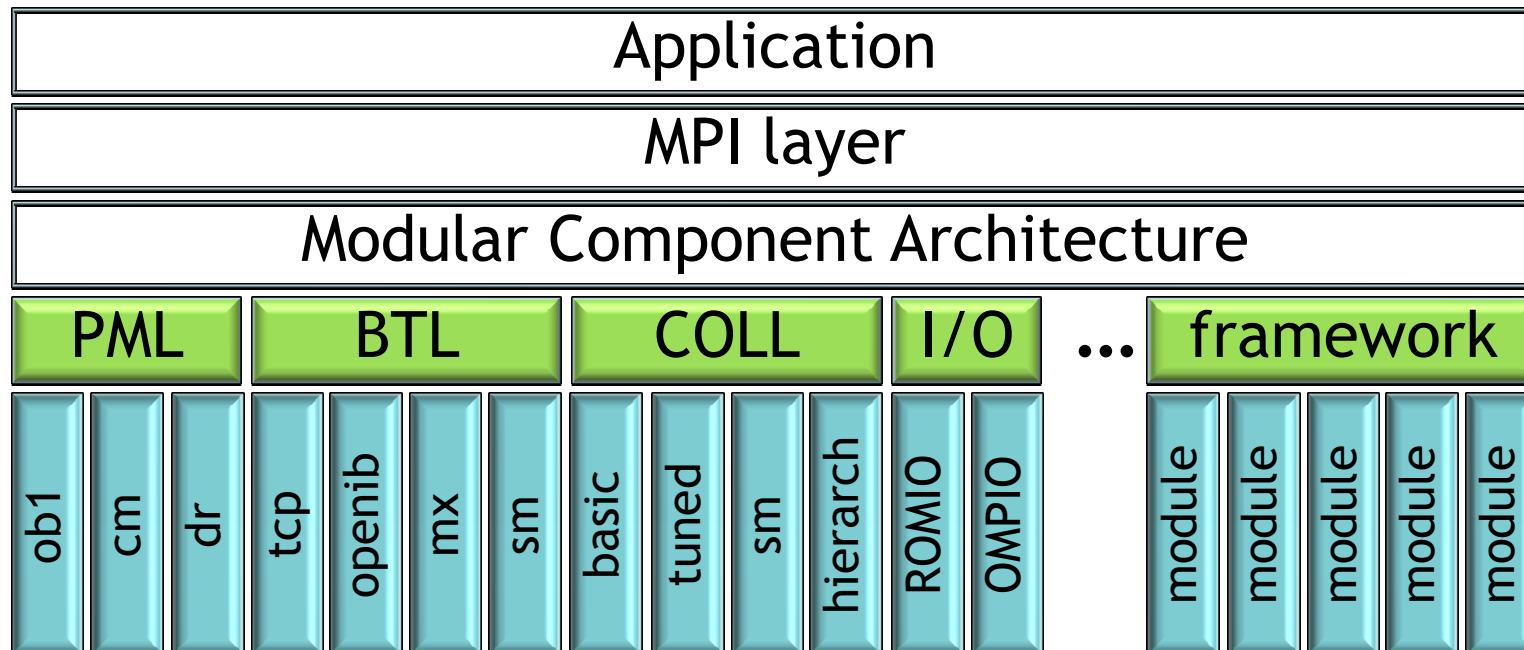 Application
MPI layer
Modular Component Architecture
PML BTL COLL I/O ... framework
ob1 cm dr tcp openib mx sm basic tuned sm hierarch ROMIO OMPIO module module module module module